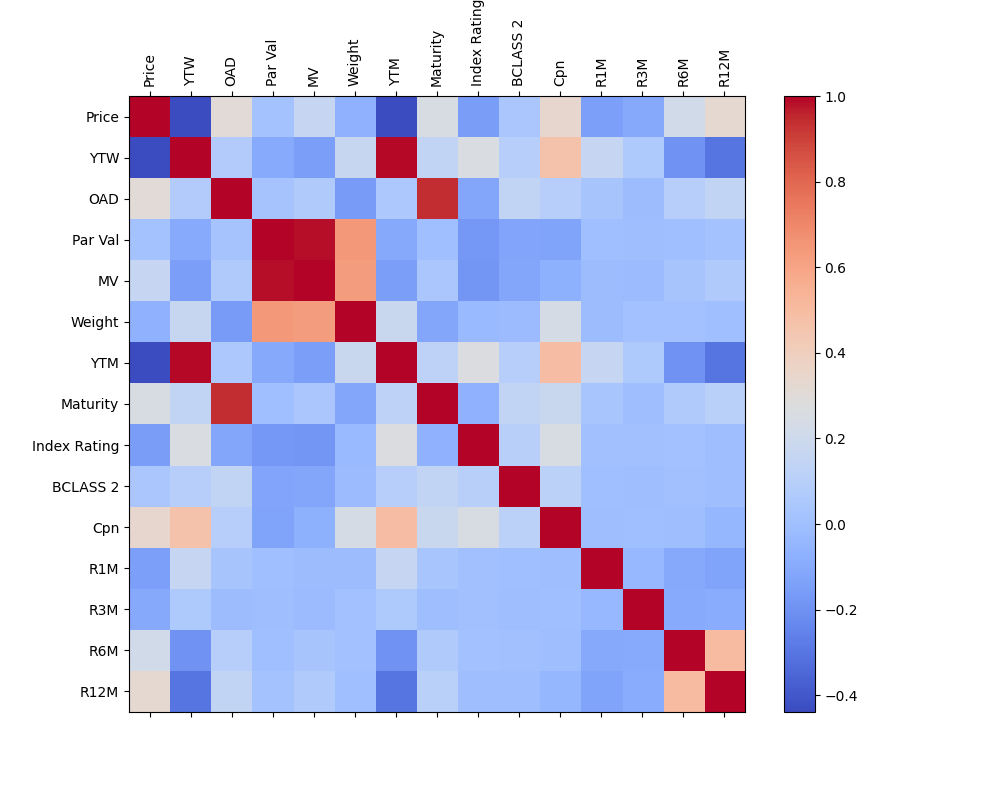 Price
YTW
OAD
Par Val
MV
Weight
YTM
Maturity
Index Rating
BCLASS 2
Cpn
R1M
R3M
R6M
R12M
Price
YTW
OAD
Par Val
MV
Weight
YTM
Maturity
Index Rating
BCLASS 2
Cpn
R1M
R3M
R6M
R12M
1.0
0.8
0.6
0.4
0.2
0.0
−0.2
−0.4